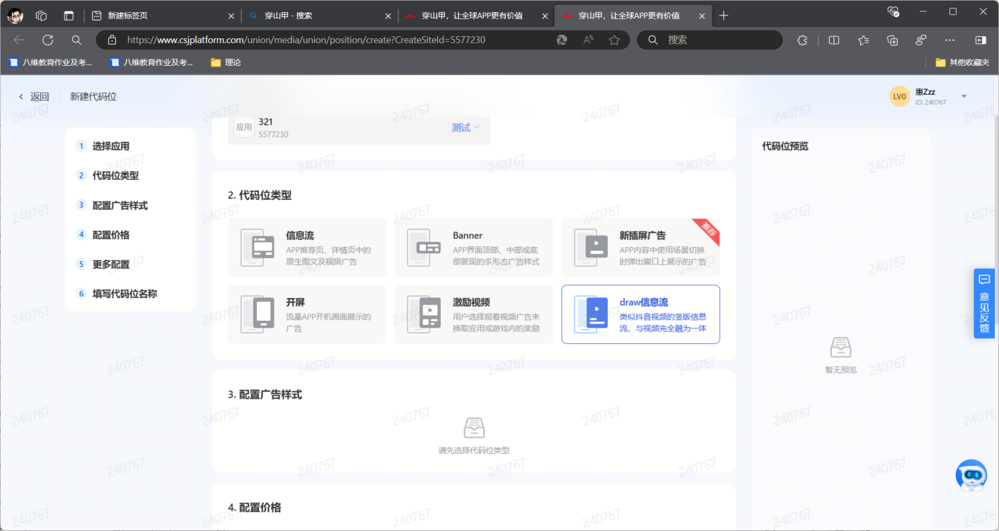 新建标签页
穿山甲 - 搜索
穿山甲，让全球APP更有价值
穿山甲，让全球APP更有价值
https://www.csjplatform.com/union/media/union/position/create?CreateSiteId=5577230
搜索
八维教育作业及考...
八维教育作业及考...
理论
其他收藏夹
返回
新建代码位
LV0
惠Zzz
ID: 240767
1 选择应用
2 代码位类型
3 配置广告样式
4 配置价格
5 更多配置
6 填写代码位名称
应用
321
5577230
测试
2. 代码位类型
信息流
APP推荐页、详情页中的
原生图文及视频广告
Banner
APP界面顶部、中部或底
部展现的多形态广告样式
新插屏广告
APP内容中使用场景切换
时弹出窗口上展示的广告
推荐
开屏
流量APP开机画面展示的
广告
激励视频
用户选择观看视频广告来
换取应用或游戏内的奖励
draw信息流
类似抖音视频的竖版信息
流，与视频完全融为一体
3. 配置广告样式
请先选择代码位类型
4. 配置价格
代码位预览
暂无预览
意见反馈
240767